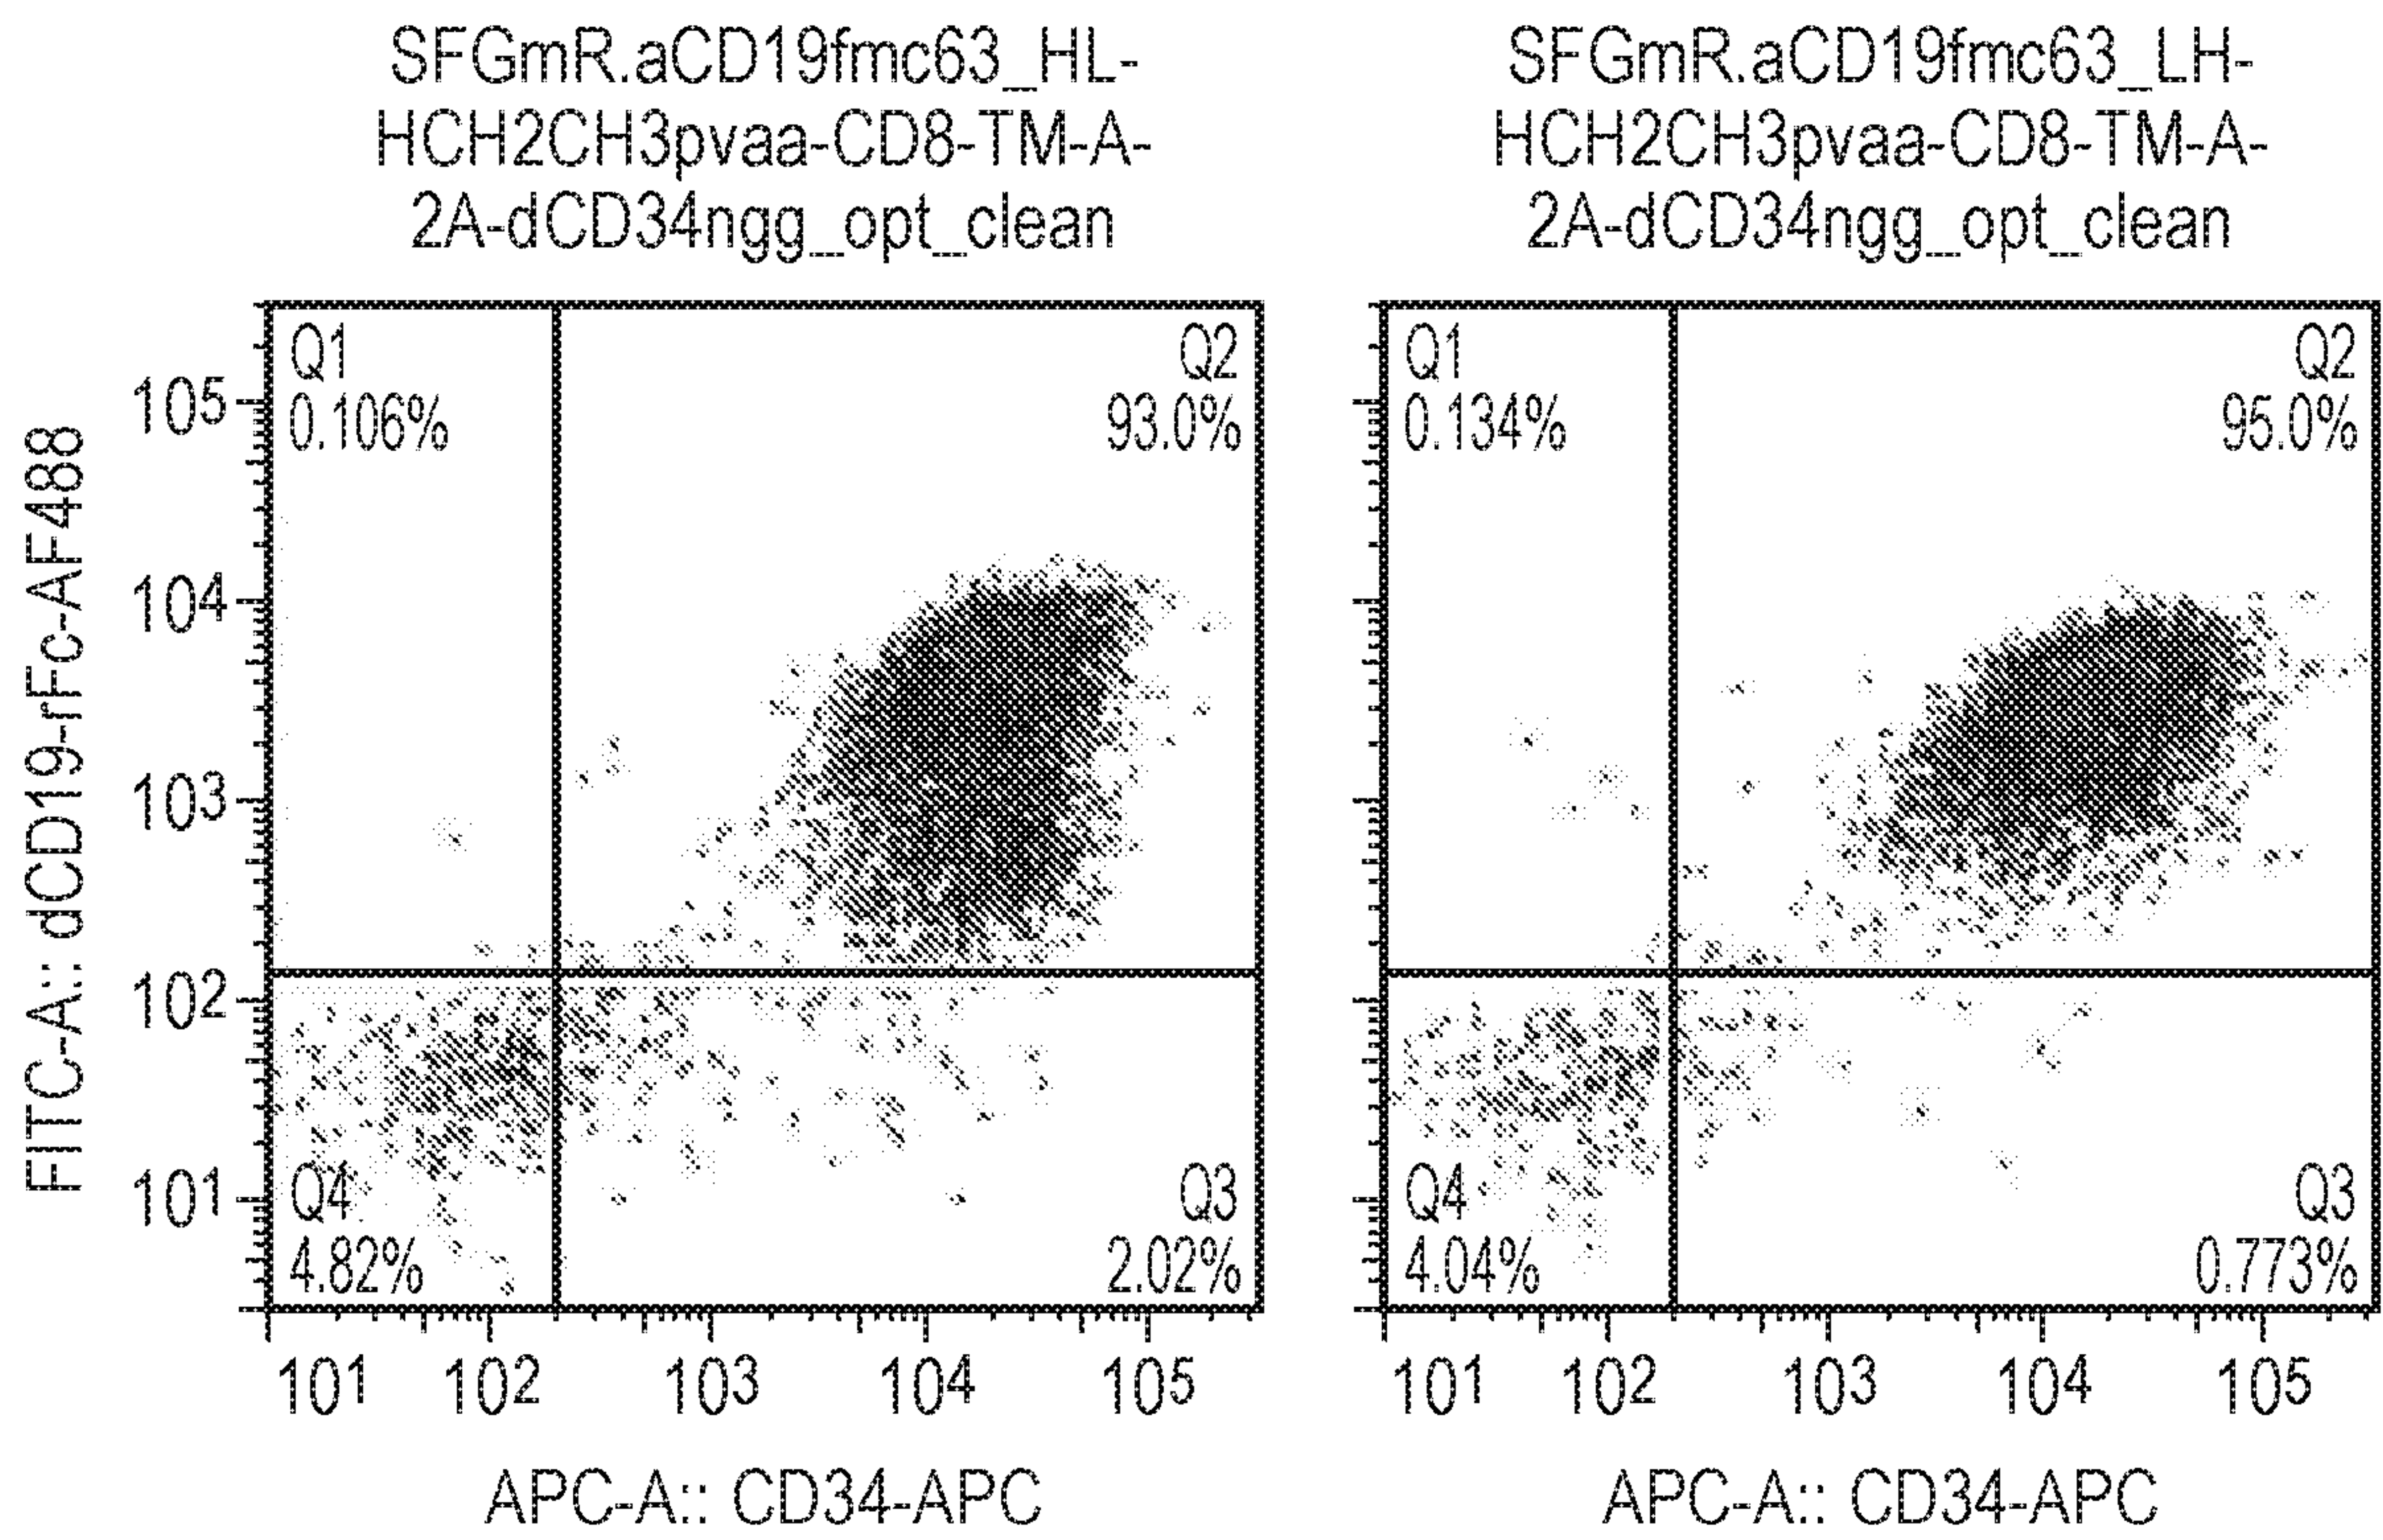 SFGmR.aCD19fmc63_HL-
HCH2CH3pvaa-CD8-TM-A-
2A-dCD34ngg_opt_clean
SFGmR.aCD19fmc63_LH-
HCH2CH3pvaa-CD8-TM-A-
2A-dCD34ngg_opt_clean
FITC-A:: dCD19-rFc-AF488
10⁵
10⁴
10³
10²
10¹
Q1
0.106%
Q2
93.0%
Q4
4.82%
Q3
2.02%
10¹ 10² 10³ 10⁴ 10⁵
APC-A:: CD34-APC
Q1
0.134%
Q2
95.0%
Q4
4.04%
Q3
0.773%
10¹ 10² 10³ 10⁴ 10⁵
APC-A:: CD34-APC